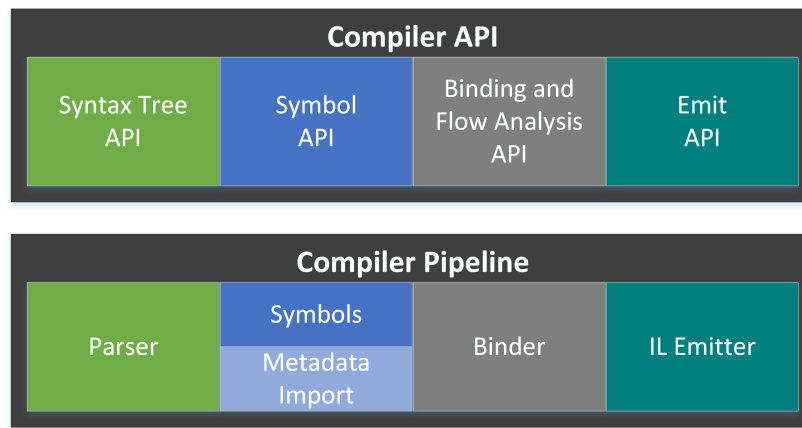 Compiler API
Syntax Tree
API
Symbol
API
Binding and
Flow Analysis
API
Emit
API
Compiler Pipeline
Parser
Symbols
Metadata
Import
Binder
IL Emitter